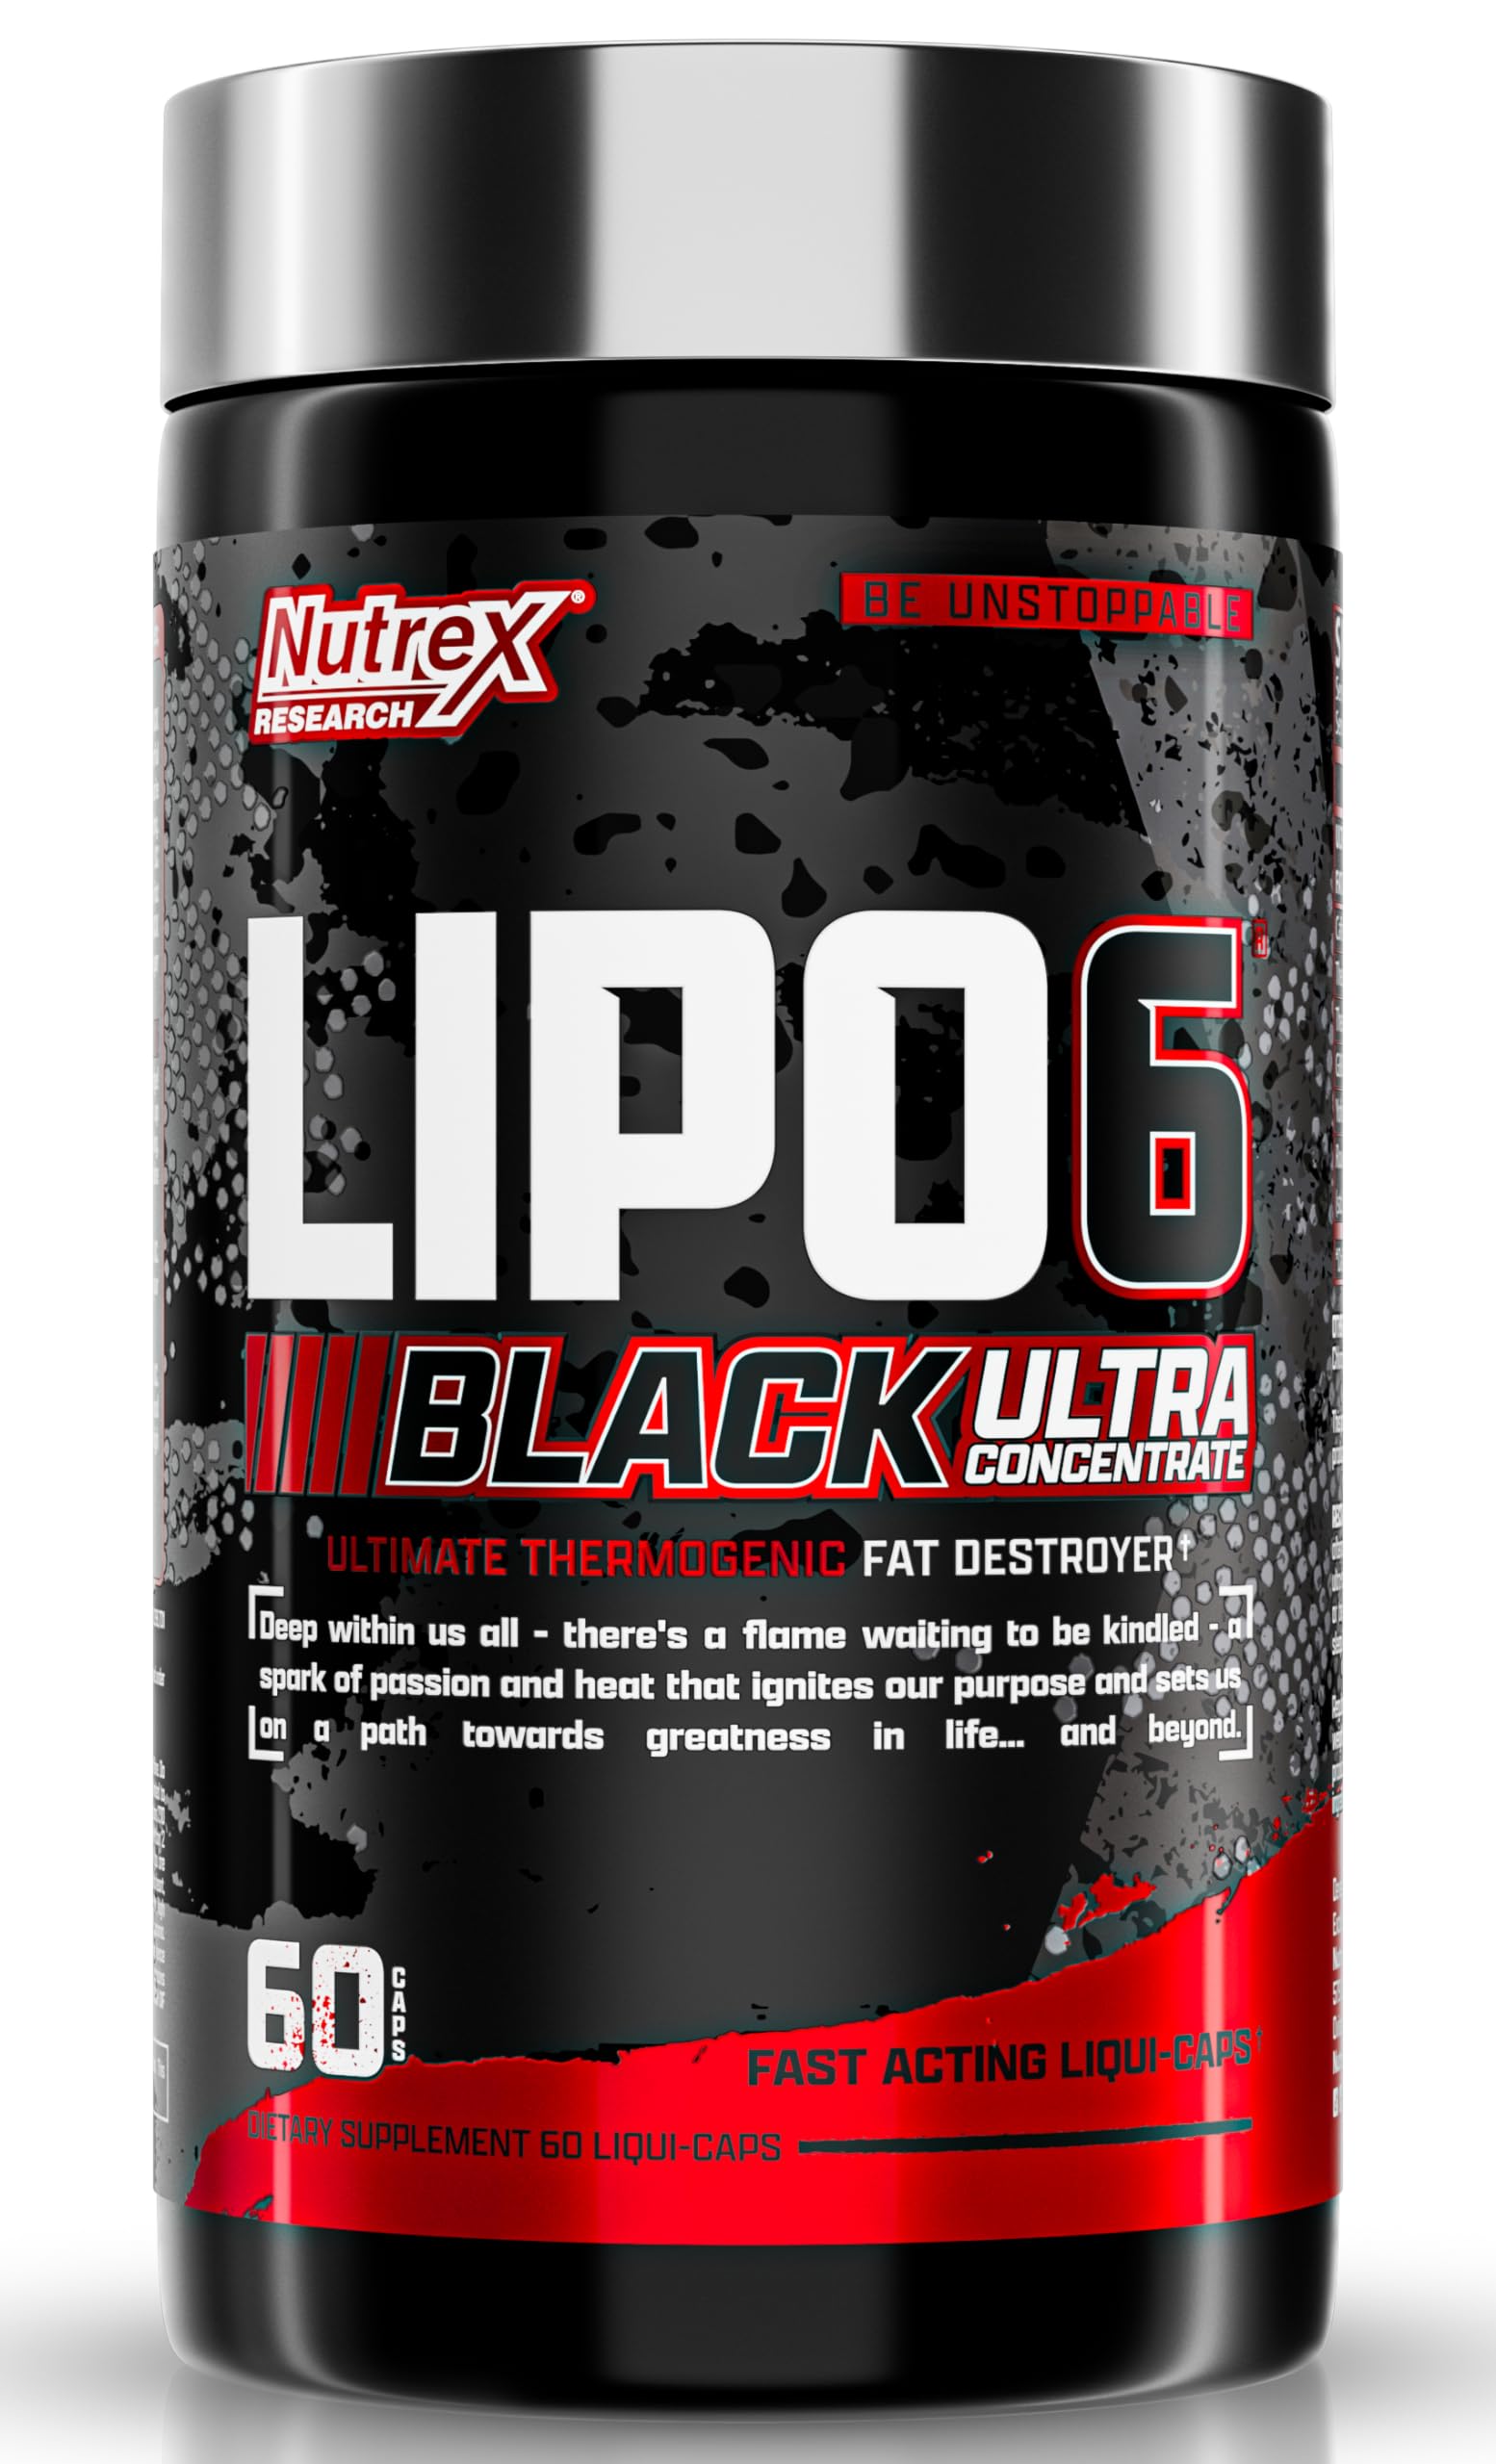 Nutrex®
RESEARCH
BE UNSTOPPABLE
LIPO6®
BLACK ULTRA
CONCENTRATE
ULTIMATE THERMOGENIC FAT DESTROYER†
Deep within us all - there's a flame waiting to be kindled - a
spark of passion and heat that ignites our purpose and sets us
on a path towards greatness in life... and beyond.
60 CAPS
FAST ACTING LIQUI-CAPS†
DIETARY SUPPLEMENT 60 LIQUI-CAPS